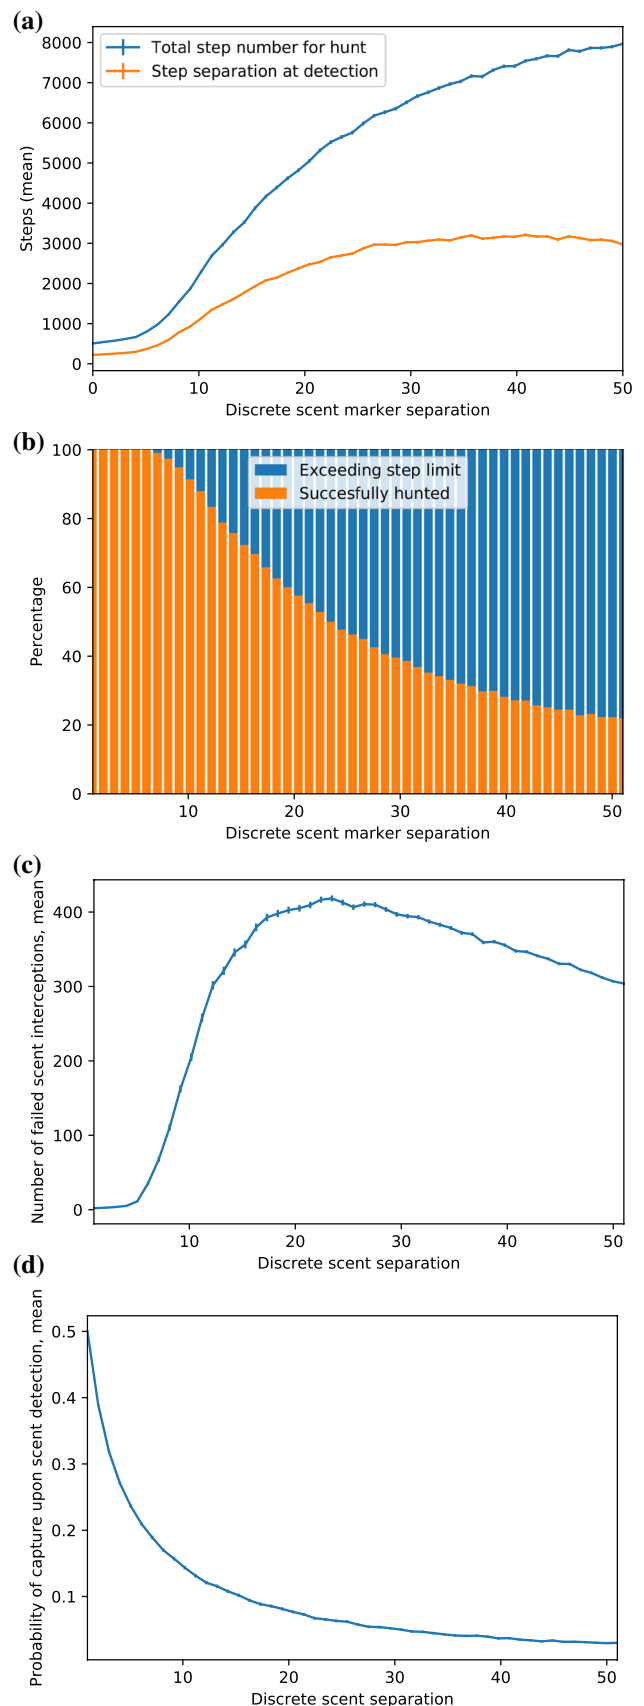 (a)
Total step number for hunt
Step separation at detection
8000
7000
6000
5000
4000
3000
2000
1000
0
Steps (mean)
0 10 20 30 40 50
Discrete scent marker separation
(b)
Exceeding step limit
Succesfully hunted
100
80
60
40
20
0
Percentage
10 20 30 40 50
Discrete scent marker separation
(c)
400
300
200
100
0
Number of failed scent interceptions, mean
10 20 30 40 50
Discrete scent separation
(d)
0.5
0.4
0.3
0.2
0.1
Probability of capture upon scent detection, mean
10 20 30 40 50
Discrete scent separation